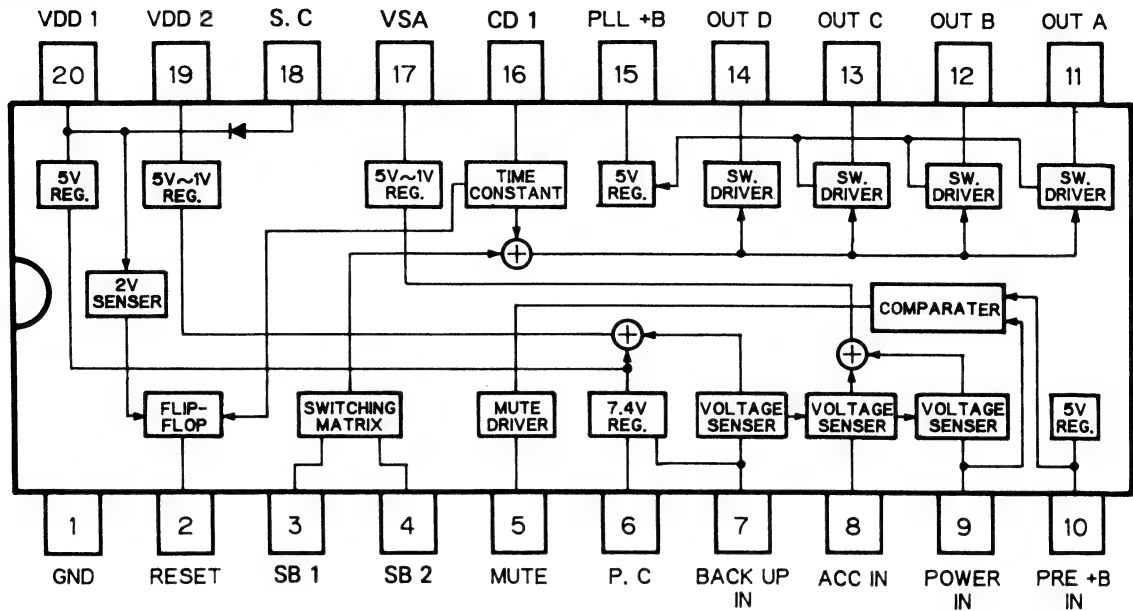 VDD 1 VDD 2 S. C VSA CD 1 PLL +B OUT D OUT C OUT B OUT A
20 19 18 17 16 15 14 13 12 11
5V
REG.
5V~1V
REG.
5V~1V
REG.
TIME
CONSTANT
5V
REG.
SW.
DRIVER
SW.
DRIVER
SW.
DRIVER
SW.
DRIVER
2V
SENSER
COMPARATER
FLIP-
FLOP
SWITCHING
MATRIX
MUTE
DRIVER
7.4V
REG.
VOLTAGE
SENSER
VOLTAGE
SENSER
VOLTAGE
SENSER
5V
REG.
1 2 3 4 5 6 7 8 9 10
GND RESET SB 1 SB 2 MUTE P. C BACK UP ACC IN POWER PRE +B
IN IN IN